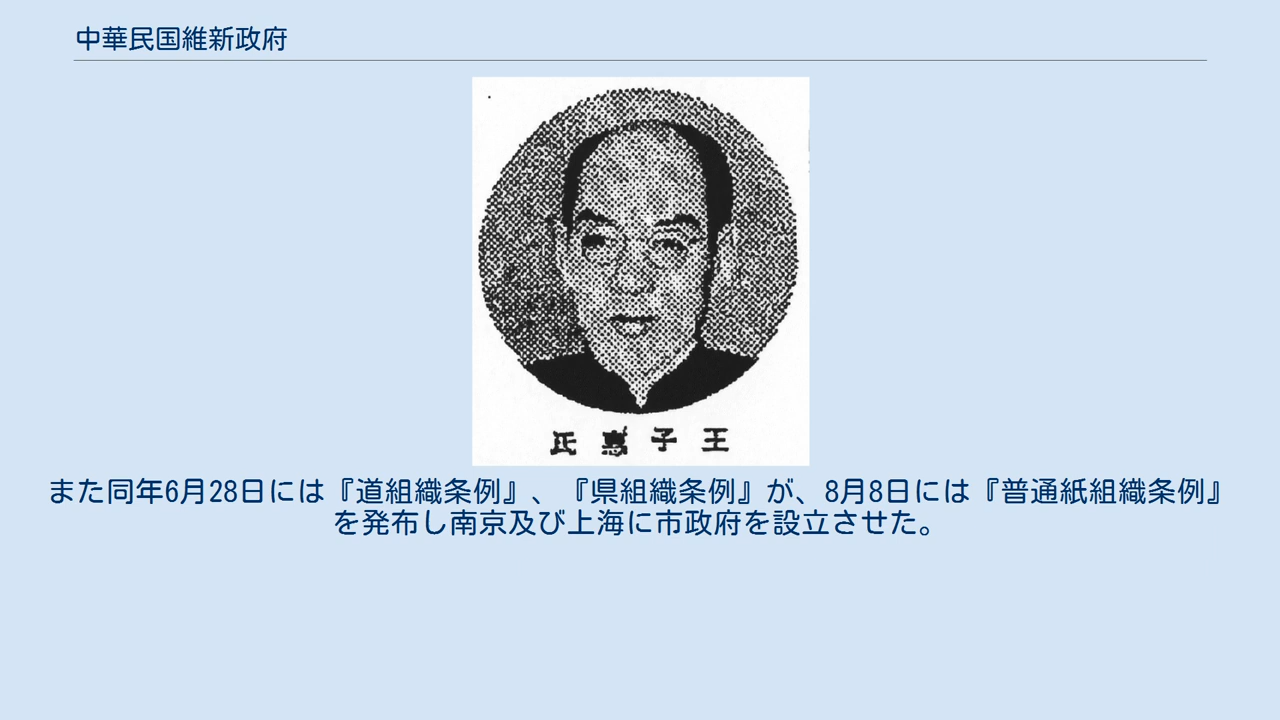 中華民国維新政府
氏惠子王
また同年6月28日には『道組織条例』、『県組織条例』が、8月8日には『普通紙組織条例』
を発布し南京及び上海に市政府を設立させた。